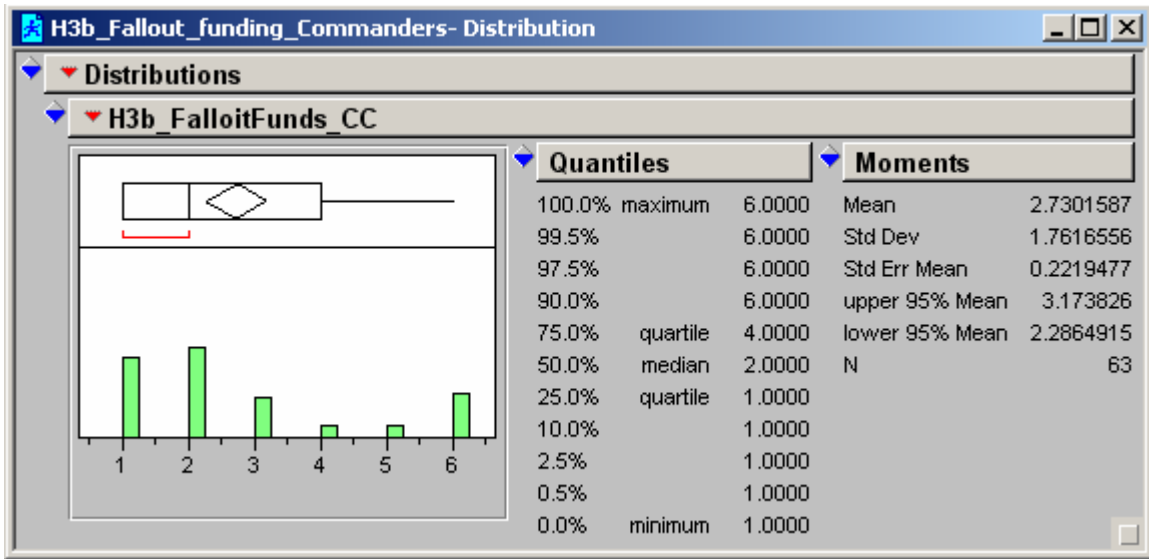 H3b_Fallout_funding_Commanders- Distribution
Distributions
H3b_FalloitFunds_CC
1 2 3 4 5 6
Quantiles
100.0% maximum 6.0000
99.5% 6.0000
97.5% 6.0000
90.0% 6.0000
75.0% quartile 4.0000
50.0% median 2.0000
25.0% quartile 1.0000
10.0% 1.0000
2.5% 1.0000
0.5% 1.0000
0.0% minimum 1.0000
Moments
Mean 2.7301587
Std Dev 1.7616556
Std Err Mean 0.2219477
upper 95% Mean 3.173826
lower 95% Mean 2.2864915
N 63